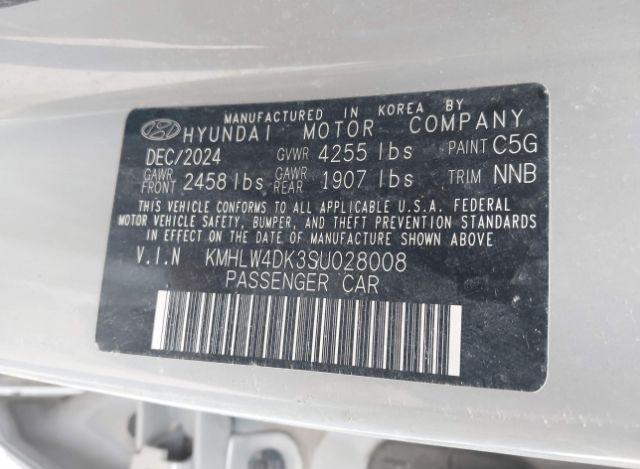 MANUFACTURED IN KOREA BY
HYUNDAI MOTOR COMPANY
DEC/2024 GVWR 4255 lbs PAINT C5G
GAWR FRONT 2458 lbs GAWR REAR 1907 lbs TRIM NNB
THIS VEHICLE CONFORMS TO ALL APPLICABLE U.S.A. FEDERAL
MOTOR VEHICLE SAFETY, BUMPER, AND THEFT PREVENTION STANDARDS
IN EFFECT ON THE DATE OF MANUFACTURE SHOWN ABOVE
V.I.N KMHLW4DK3SU028008
PASSENGER CAR